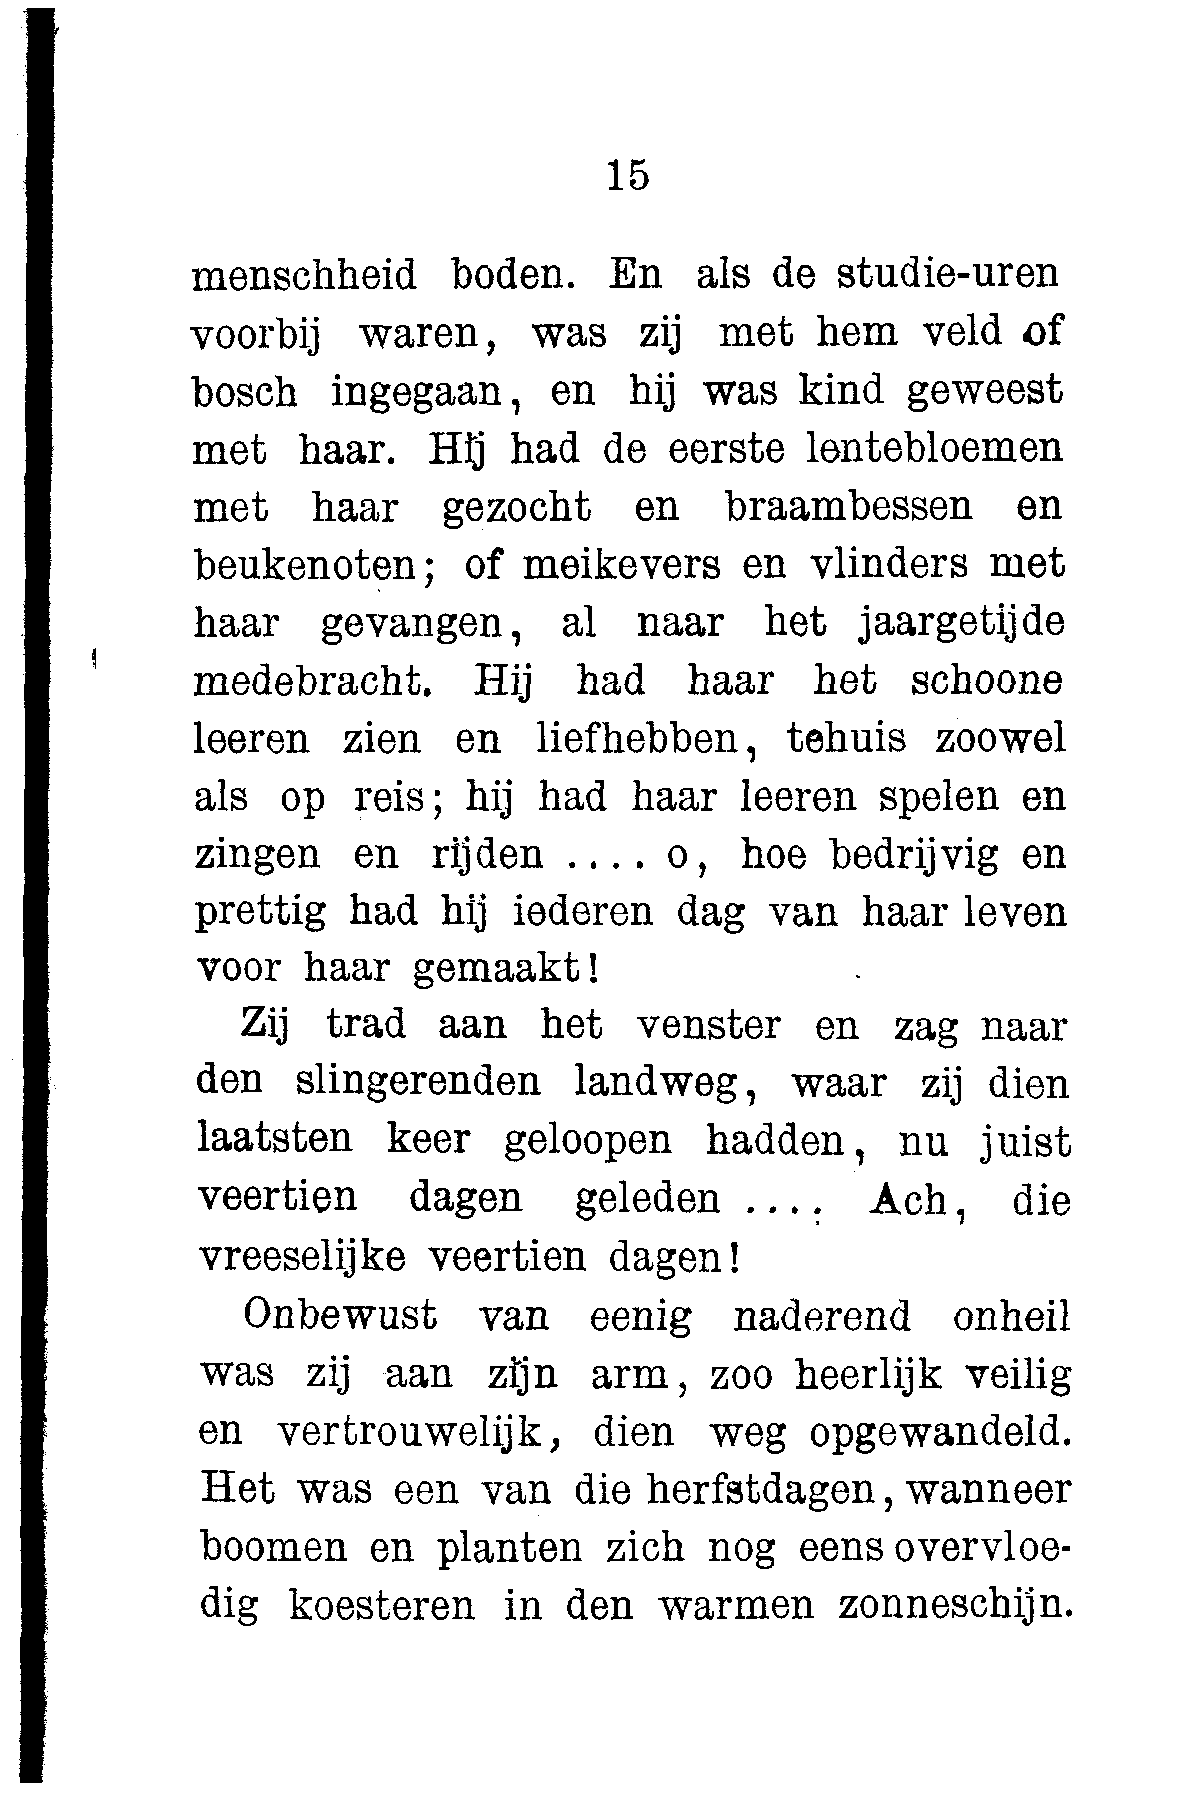 15
menschheid boden. En als de studie-uren
voorbij waren, was zij met hem veld of
bosch ingegaan, en hij was kind geweest
met haar. Hij had de eerste lentebloemen
met haar gezocht en braambessen en
beukenoten; of meikevers en vlinders met
haar gevangen, al naar het jaargetijde
medebracht. Hij had haar het schoone
leeren zien en liefhebben, tehuis zoowel
als op reis; hij had haar leeren spelen en
zingen en rijden .... o, hoe bedrijvig en
prettig had hij iederen dag van haar leven
voor haar gemaakt!
Zij trad aan het venster en zag naar
den slingerenden landweg, waar zij dien
laatsten keer geloopen hadden, nu juist
veertien dagen geleden .... Ach, die
vreeselijke veertien dagen!
Onbewust van eenig naderend onheil
was zij aan zijn arm, zoo heerlijk veilig
en vertrouwelijk, dien weg opgewandeld.
Het was een van die herfstdagen, wanneer
boomen en planten zich nog eens overvloe-
dig koesteren in den warmen zonneschijn.